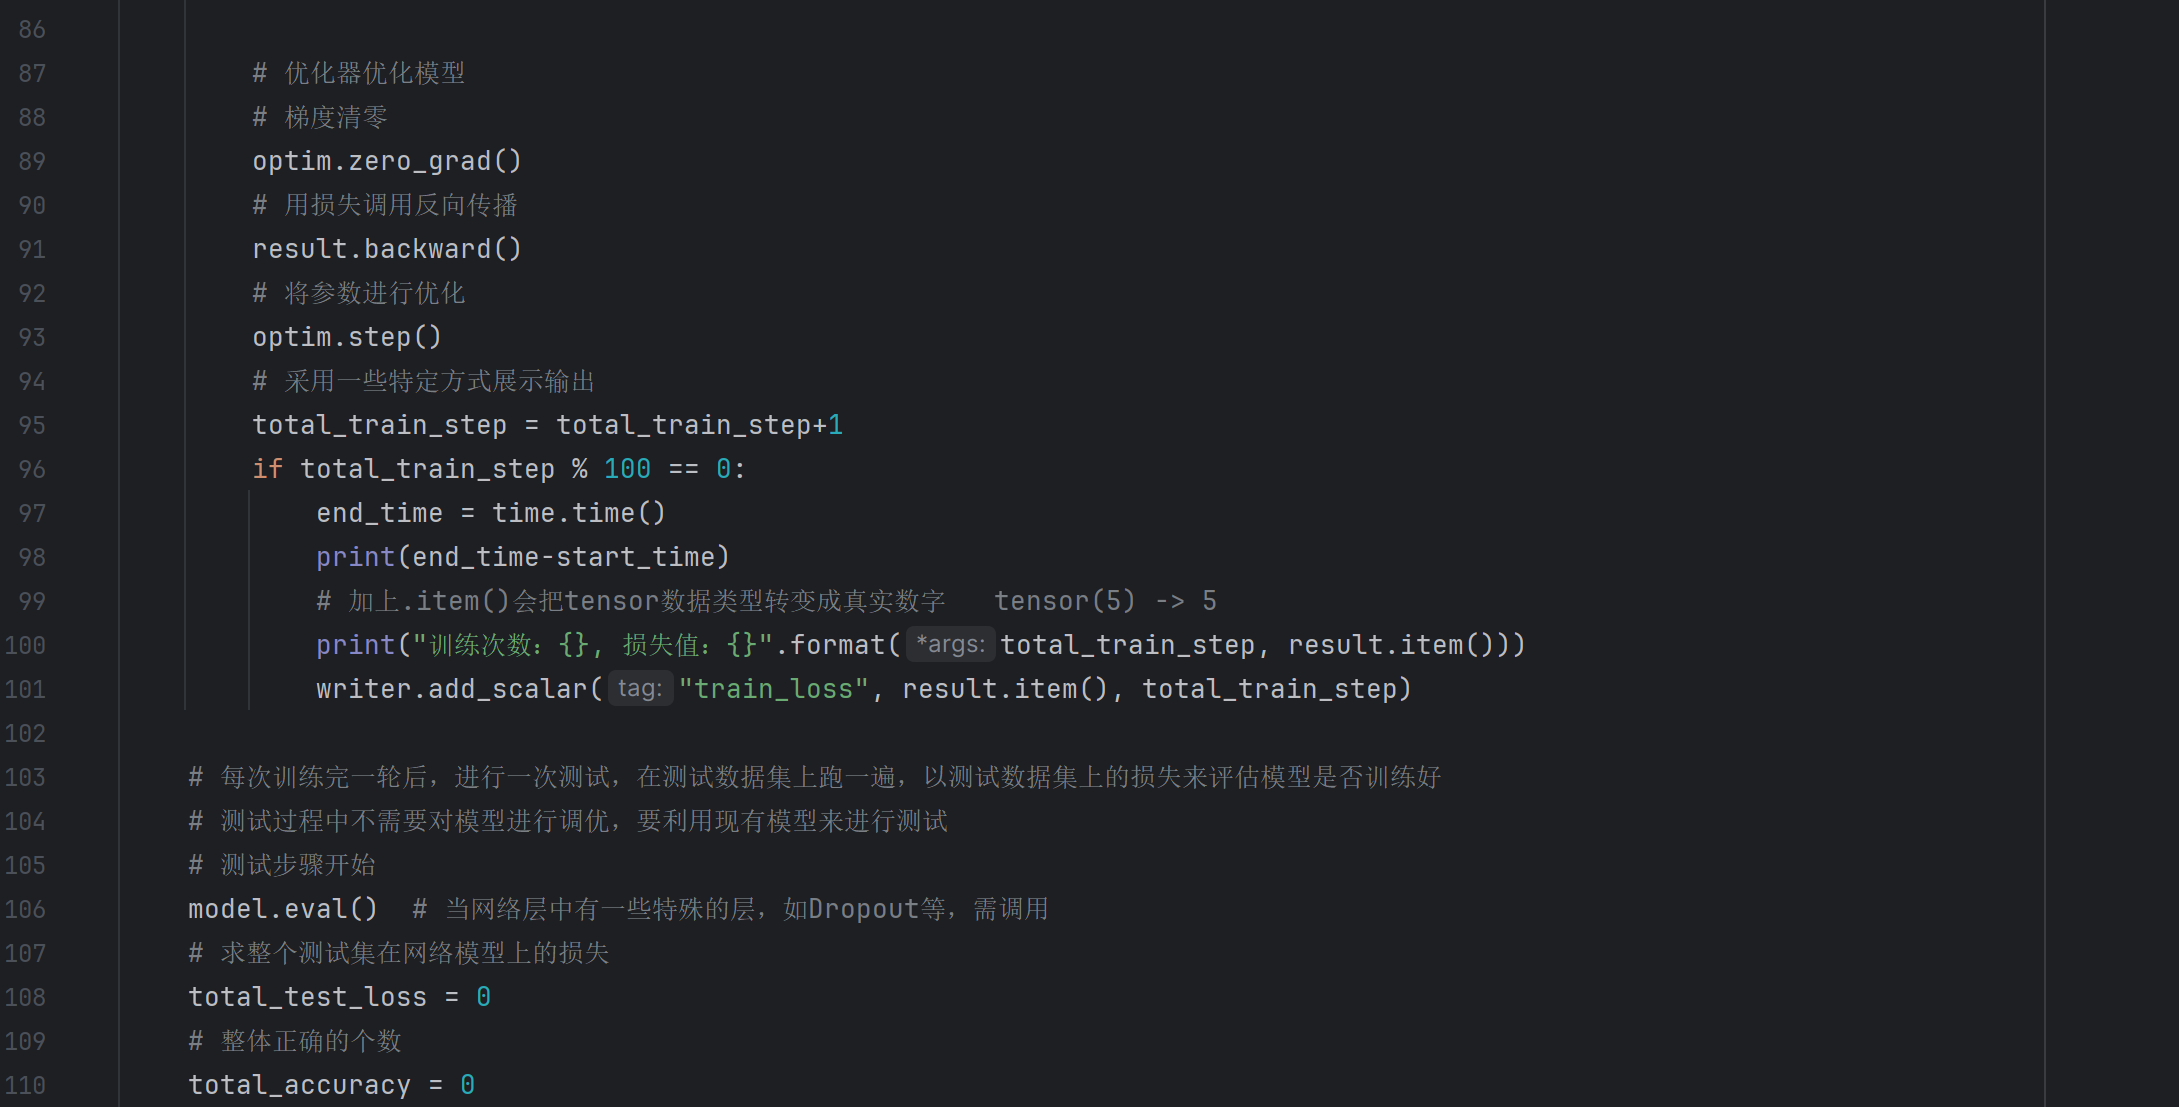 86
87 # 优化器优化模型
88 # 梯度清零
89 optim.zero_grad()
90 # 用损失调用反向传播
91 result.backward()
92 # 将参数进行优化
93 optim.step()
94 # 采用一些特定方式展示输出
95 total_train_step = total_train_step+1
96 if total_train_step % 100 == 0:
97 end_time = time.time()
98 print(end_time-start_time)
99 # 加上.item()会把tensor数据类型转变成真实数字   tensor(5) -> 5
100 print("训练次数：{}, 损失值：{}".format( *args: total_train_step, result.item()))
101 writer.add_scalar( tag: "train_loss", result.item(), total_train_step)
102
103 # 每次训练完一轮后，进行一次测试，在测试数据集上跑一遍，以测试数据集上的损失来评估模型是否训练好
104 # 测试过程中不需要对模型进行调优，要利用现有模型来进行测试
105 # 测试步骤开始
106 model.eval()  # 当网络层中有一些特殊的层，如Dropout等，需调用
107 # 求整个测试集在网络模型上的损失
108 total_test_loss = 0
109 # 整体正确的个数
110 total_accuracy = 0